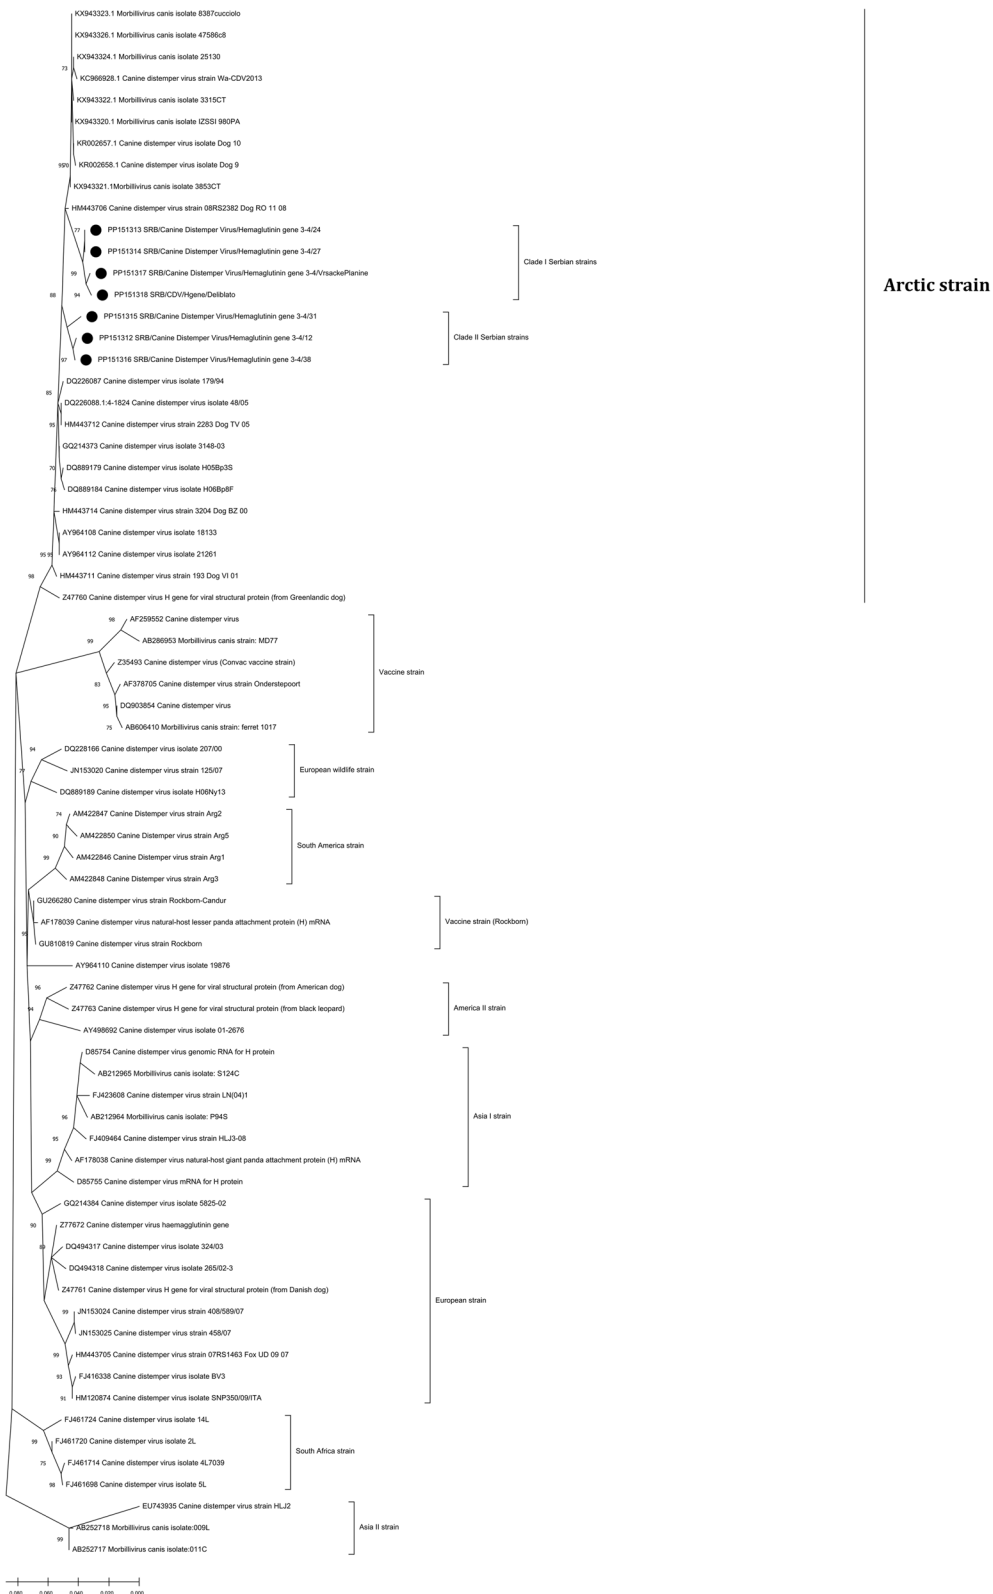 KX943323.1 Morbillivirus canis isolate 8387cucciolo
KX943326.1 Morbillivirus canis isolate 47586c8
KX943324.1 Morbillivirus canis isolate 25130
73
KC966928.1 Canine distemper virus strain Wa-CDV2013
KX943322.1 Morbillivirus canis isolate 3315CT
KX943320.1 Morbillivirus canis isolate IZSSI 980PA
KR002657.1 Canine distemper virus isolate Dog 10
KR002658.1 Canine distemper virus isolate Dog 9
KX943321.1Morbillivirus canis isolate 3853CT
HM443706 Canine distemper virus strain 08RS2382 Dog RO 11 08
77
PP151313 SRB/Canine Distemper Virus/Hemaglutinin gene 3-4/24
PP151314 SRB/Canine Distemper Virus/Hemaglutinin gene 3-4/27
Clade I Serbian strains
99
PP151317 SRB/Canine Distemper Virus/Hemaglutinin gene 3-4/VrsackePlanine
Arctic strain
88
94
PP151318 SRB/CDV/Hgene/Deliblato
PP151315 SRB/Canine Distemper Virus/Hemaglutinin gene 3-4/31
PP151312 SRB/Canine Distemper Virus/Hemaglutinin gene 3-4/12
Clade II Serbian strains
97
PP151316 SRB/Canine Distemper Virus/Hemaglutinin gene 3-4/38
DQ226087 Canine distemper virus isolate 179/94
85
DQ226088.1:4-1824 Canine distemper virus isolate 48/05
95
HM443712 Canine distemper virus strain 2283 Dog TV 05
GQ214373 Canine distemper virus isolate 3148-03
70
DQ889179 Canine distemper virus isolate H05Bp3S
DQ889184 Canine distemper virus isolate H06Bp8F
HM443714 Canine distemper virus strain 3204 Dog BZ 00
AY964108 Canine distemper virus isolate 18133
95
AY964112 Canine distemper virus isolate 21261
98
HM443711 Canine distemper virus strain 193 Dog VI 01
Z47760 Canine distemper virus H gene for viral structural protein (from Greenlandic dog)
98
AF259552 Canine distemper virus
99
AB286953 Morbillivirus canis strain: MD77
Z35493 Canine distemper virus (Convac vaccine strain)
Vaccine strain
83
AF378705 Canine distemper virus strain Onderstepoort
95
DQ903854 Canine distemper virus
75
AB606410 Morbillivirus canis strain: ferret 1017
94
DQ228166 Canine distemper virus isolate 207/00
JN153020 Canine distemper virus strain 125/07
European wildlife strain
DQ889189 Canine distemper virus isolate H06Ny13
74
AM422847 Canine Distemper virus strain Arg2
90
AM422850 Canine Distemper virus strain Arg5
South America strain
99
AM422846 Canine Distemper virus strain Arg1
AM422848 Canine Distemper virus strain Arg3
GU266280 Canine distemper virus strain Rockborn-Candur
AF178039 Canine distemper virus natural-host lesser panda attachment protein (H) mRNA
Vaccine strain (Rockborn)
GU810819 Canine distemper virus strain Rockborn
AY964110 Canine distemper virus isolate 19876
96
Z47762 Canine distemper virus H gene for viral structural protein (from American dog)
94
Z47763 Canine distemper virus H gene for viral structural protein (from black leopard)
America II strain
AY498692 Canine distemper virus isolate 01-2676
D85754 Canine distemper virus genomic RNA for H protein
AB212965 Morbillivirus canis isolate: S124C
FJ423608 Canine distemper virus strain LN(04)1
96
AB212964 Morbillivirus canis isolate: P94S
Asia I strain
95
FJ409464 Canine distemper virus strain HLJ3-08
99
AF178038 Canine distemper virus natural-host giant panda attachment protein (H) mRNA
D85755 Canine distemper virus mRNA for H protein
GQ214384 Canine distemper virus isolate 5825-02
90
Z77672 Canine distemper virus haemagglutinin gene
DQ494317 Canine distemper virus isolate 324/03
DQ494318 Canine distemper virus isolate 265/02-3
Z47761 Canine distemper virus H gene for viral structural protein (from Danish dog)
European strain
99
JN153024 Canine distemper virus strain 408/589/07
JN153025 Canine distemper virus strain 458/07
99
HM443705 Canine distemper virus strain 07RS1463 Fox UD 09 07
93
FJ416338 Canine distemper virus isolate BV3
91
HM120874 Canine distemper virus isolate SNP350/09/ITA
FJ461724 Canine distemper virus isolate 14L
99
FJ461720 Canine distemper virus isolate 2L
South Africa strain
75
FJ461714 Canine distemper virus isolate 4L7039
98
FJ461698 Canine distemper virus isolate 5L
EU743935 Canine distemper virus strain HLJ2
AB252718 Morbillivirus canis isolate:009L
Asia II strain
99
AB252717 Morbillivirus canis isolate:011C
0.080 0.060 0.040 0.020 0.000